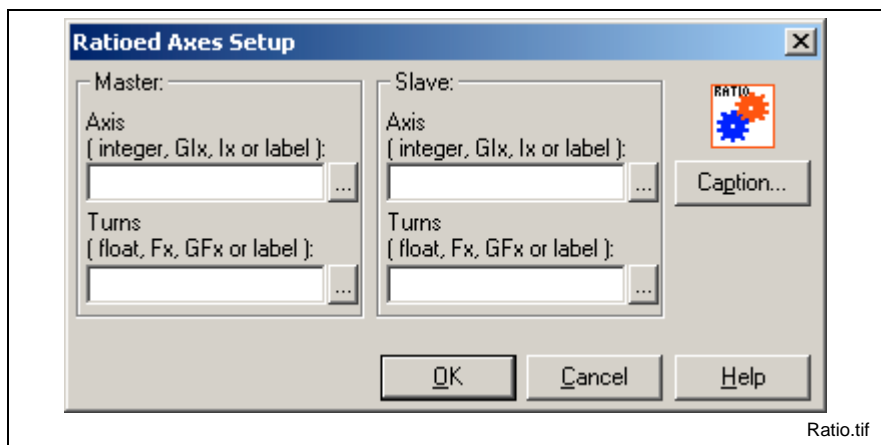 Ratioed Axes Setup
Master:
Axis
( integer, GIx, Ix or label ):
...
Turns
( float, Fx, GFx or label ):
...
Slave:
Axis
( integer, GIx, Ix or label ):
...
Turns
( float, Fx, GFx or label ):
...
RATIO
Caption...
OK
Cancel
Help
Ratio.tif